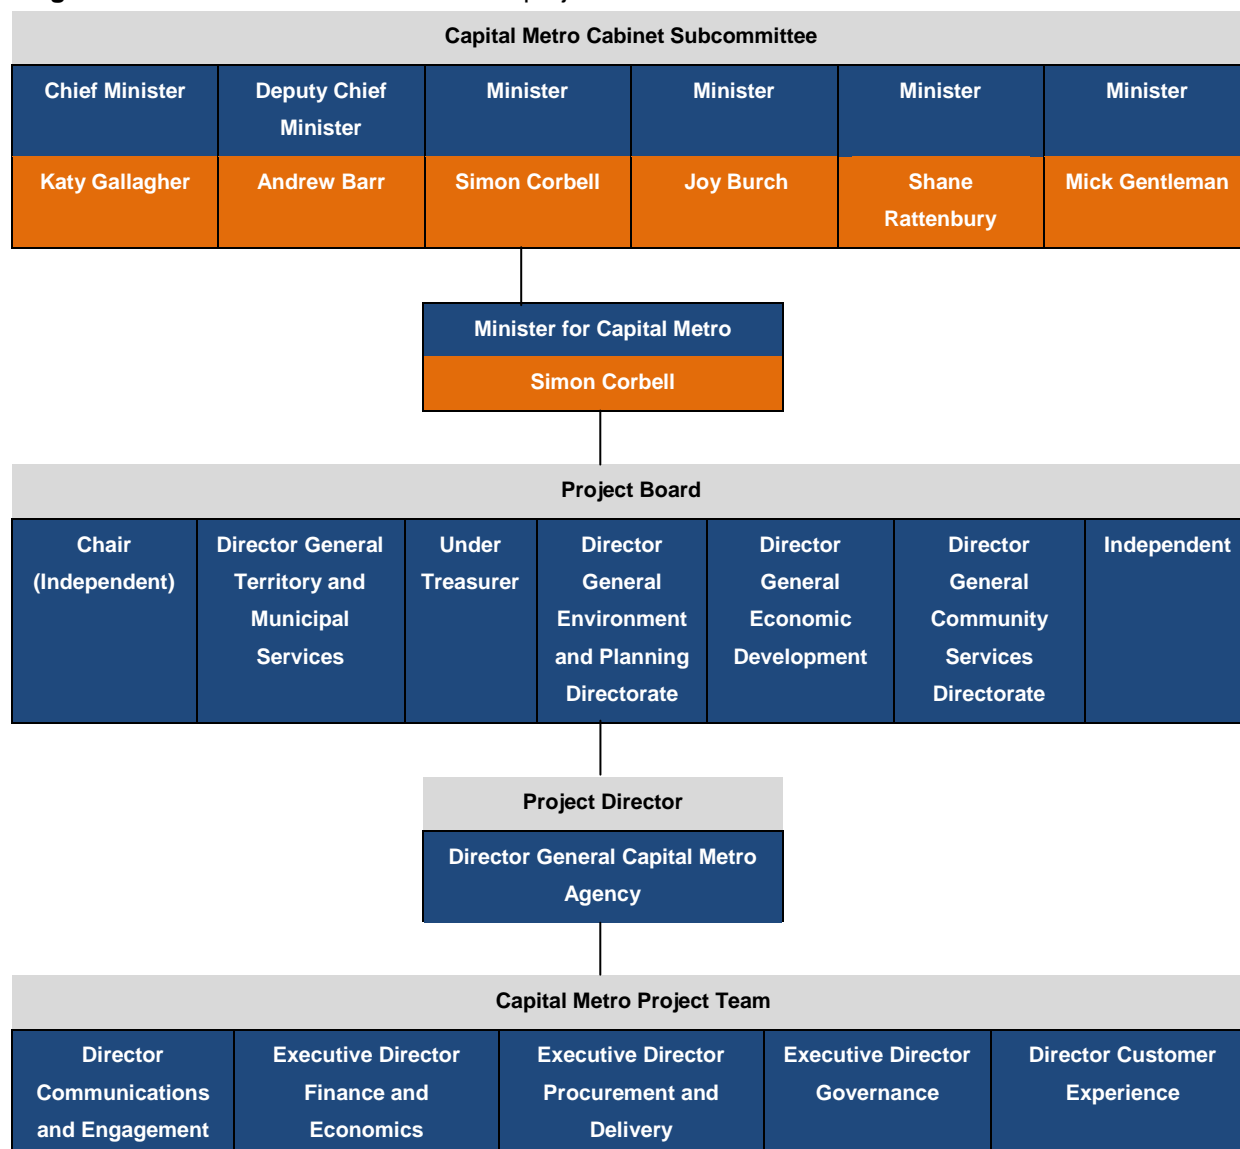 Capital Metro Cabinet Subcommittee
Chief Minister
Deputy Chief
Minister
Minister
Minister
Minister
Minister
Katy Gallagher
Andrew Barr
Simon Corbell
Joy Burch
Shane
Rattenbury
Mick Gentleman
Minister for Capital Metro
Simon Corbell
Project Board
Chair
(Independent)
Director General
Territory and
Municipal
Services
Under
Treasurer
Director
General
Environment
and Planning
Directorate
Director
General
Economic
Development
Director
General
Community
Services
Directorate
Independent
Project Director
Director General Capital Metro
Agency
Capital Metro Project Team
Director
Communications
and Engagement
Executive Director
Finance and
Economics
Executive Director
Procurement and
Delivery
Executive Director
Governance
Director Customer
Experience